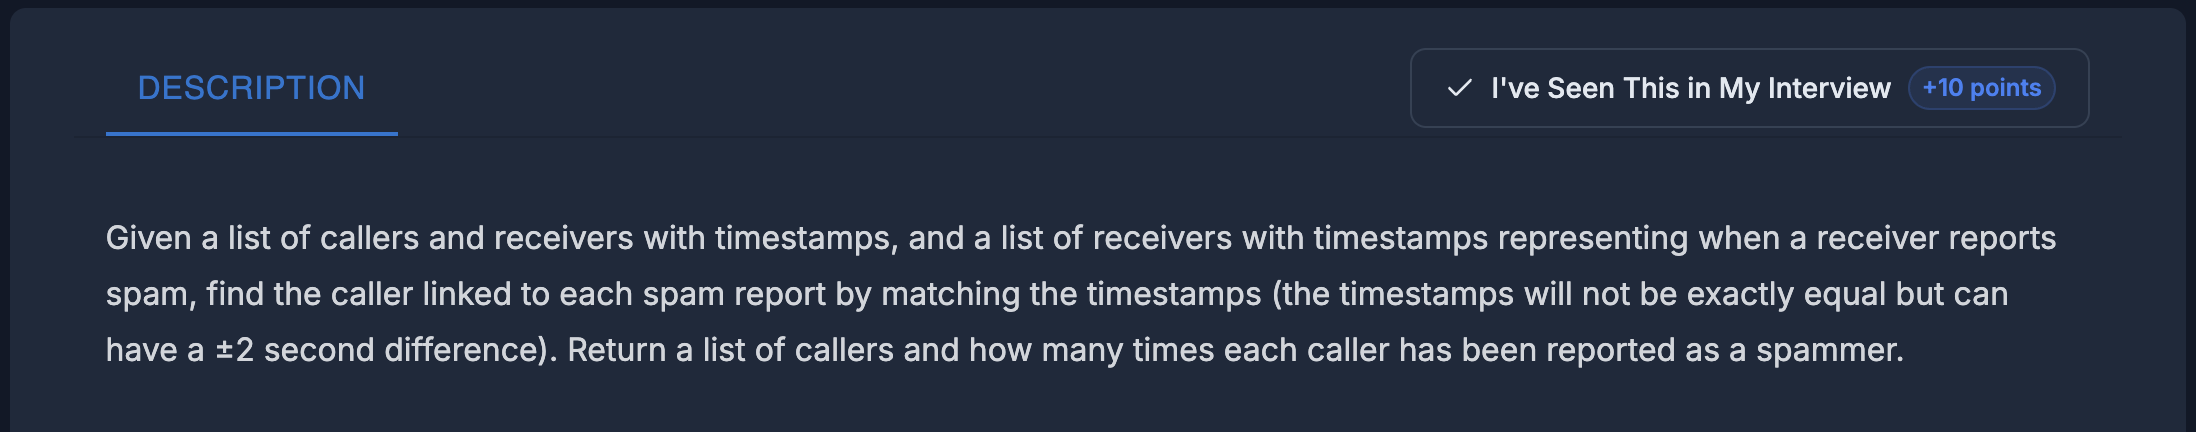 DESCRIPTION
I've Seen This in My Interview +10 points
Given a list of callers and receivers with timestamps, and a list of receivers with timestamps representing when a receiver reports
spam, find the caller linked to each spam report by matching the timestamps (the timestamps will not be exactly equal but can
have a ±2 second difference). Return a list of callers and how many times each caller has been reported as a spammer.